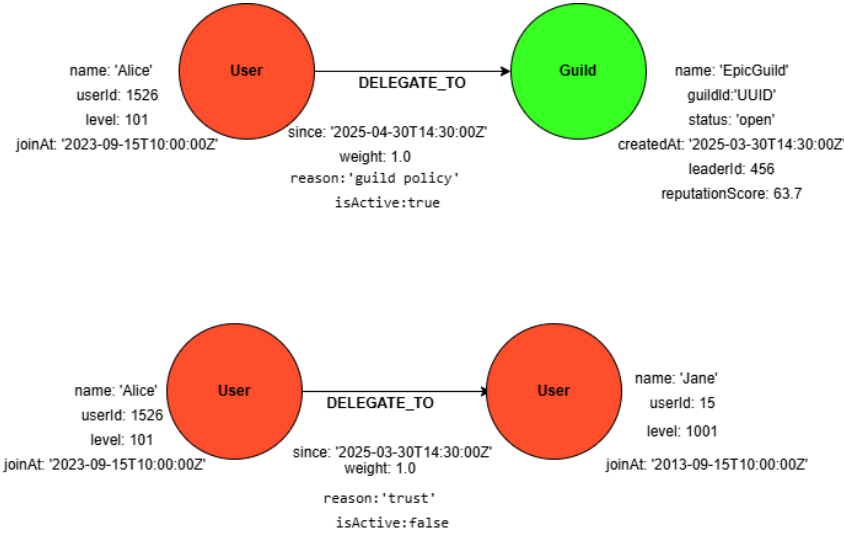 User
Guild
name: 'Alice'
userId: 1526
level: 101
joinAt: '2023-09-15T10:00:00Z'
DELEGATE_TO
since: '2025-04-30T14:30:00Z'
weight: 1.0
reason:'guild policy'
isActive:true
name: 'EpicGuild'
guildId:'UUID'
status: 'open'
createdAt: '2025-03-30T14:30:00Z'
leaderId: 456
reputationScore: 63.7
User
User
name: 'Alice'
userId: 1526
level: 101
joinAt: '2023-09-15T10:00:00Z'
DELEGATE_TO
since: '2025-03-30T14:30:00Z'
weight: 1.0
reason:'trust'
isActive:false
name: 'Jane'
userId: 15
level: 1001
joinAt: '2013-09-15T10:00:00Z'